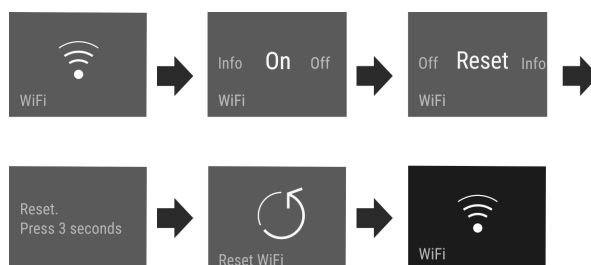 WiFi
Info On Off
WiFi
Off Reset Info
WiFi
Reset.
Press 3 seconds
Reset WiFi
WiFi